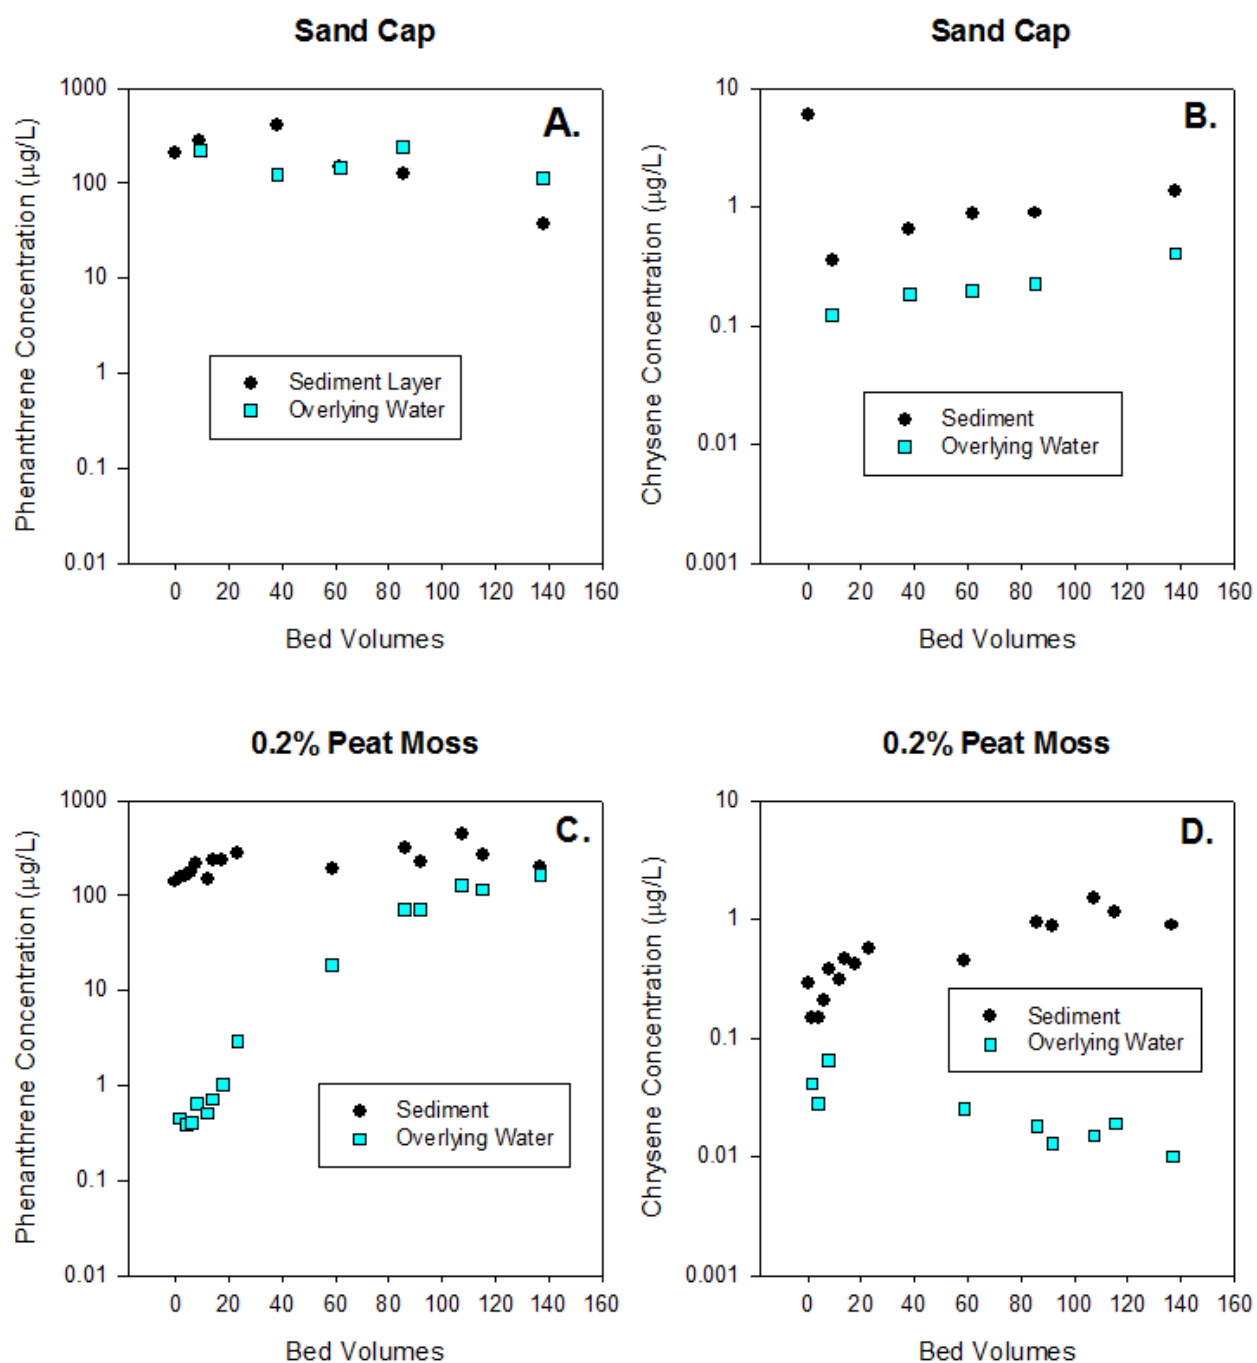 Sand Cap
Phenanthrene Concentration (µg/L)
1000
100
10
1
0.1
0.01
A.
Sediment Layer
Overlying Water
0 20 40 60 80 100 120 140 160
Bed Volumes
Sand Cap
Chrysene Concentration (µg/L)
10
1
0.1
0.01
0.001
B.
Sediment
Overlying Water
0 20 40 60 80 100 120 140 160
Bed Volumes
0.2% Peat Moss
Phenanthrene Concentration (µg/L)
1000
100
10
1
0.1
0.01
C.
Sediment
Overlying Water
0 20 40 60 80 100 120 140 160
Bed Volumes
0.2% Peat Moss
Chrysene Concentration (µg/L)
10
1
0.1
0.01
0.001
D.
Sediment
Overlying Water
0 20 40 60 80 100 120 140 160
Bed Volumes